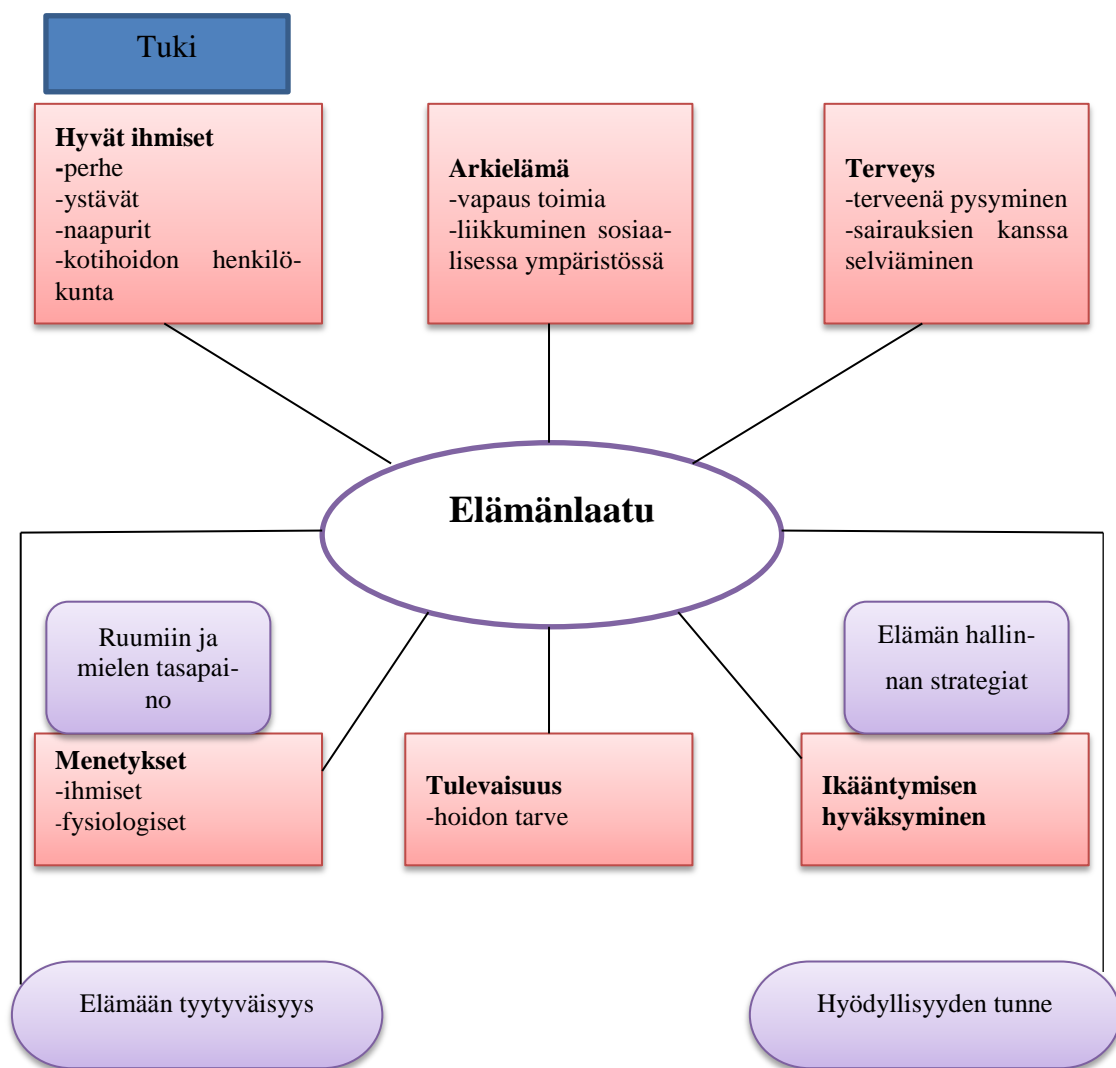 Tuki
Hyvät ihmiset
-perhe
-ystävät
-naapurit
-kotihoidon henkilö-
kunta
Arkielämä
-vapaus toimia
-liikkuminen sosiaa-
lisessa ympäristössä
Terveys
-terveenä pysyminen
-sairauksien kanssa
selviäminen
Elämänlaatu
Ruumiin ja
mielen tasapai-
no
Elämän hallin-
nan strategiat
Menetykset
-ihmiset
-fysiologiset
Tulevaisuus
-hoidon tarve
Ikääntymisen
hyväksyminen
Elämään tyytyväisyys
Hyödyllisyyden tunne